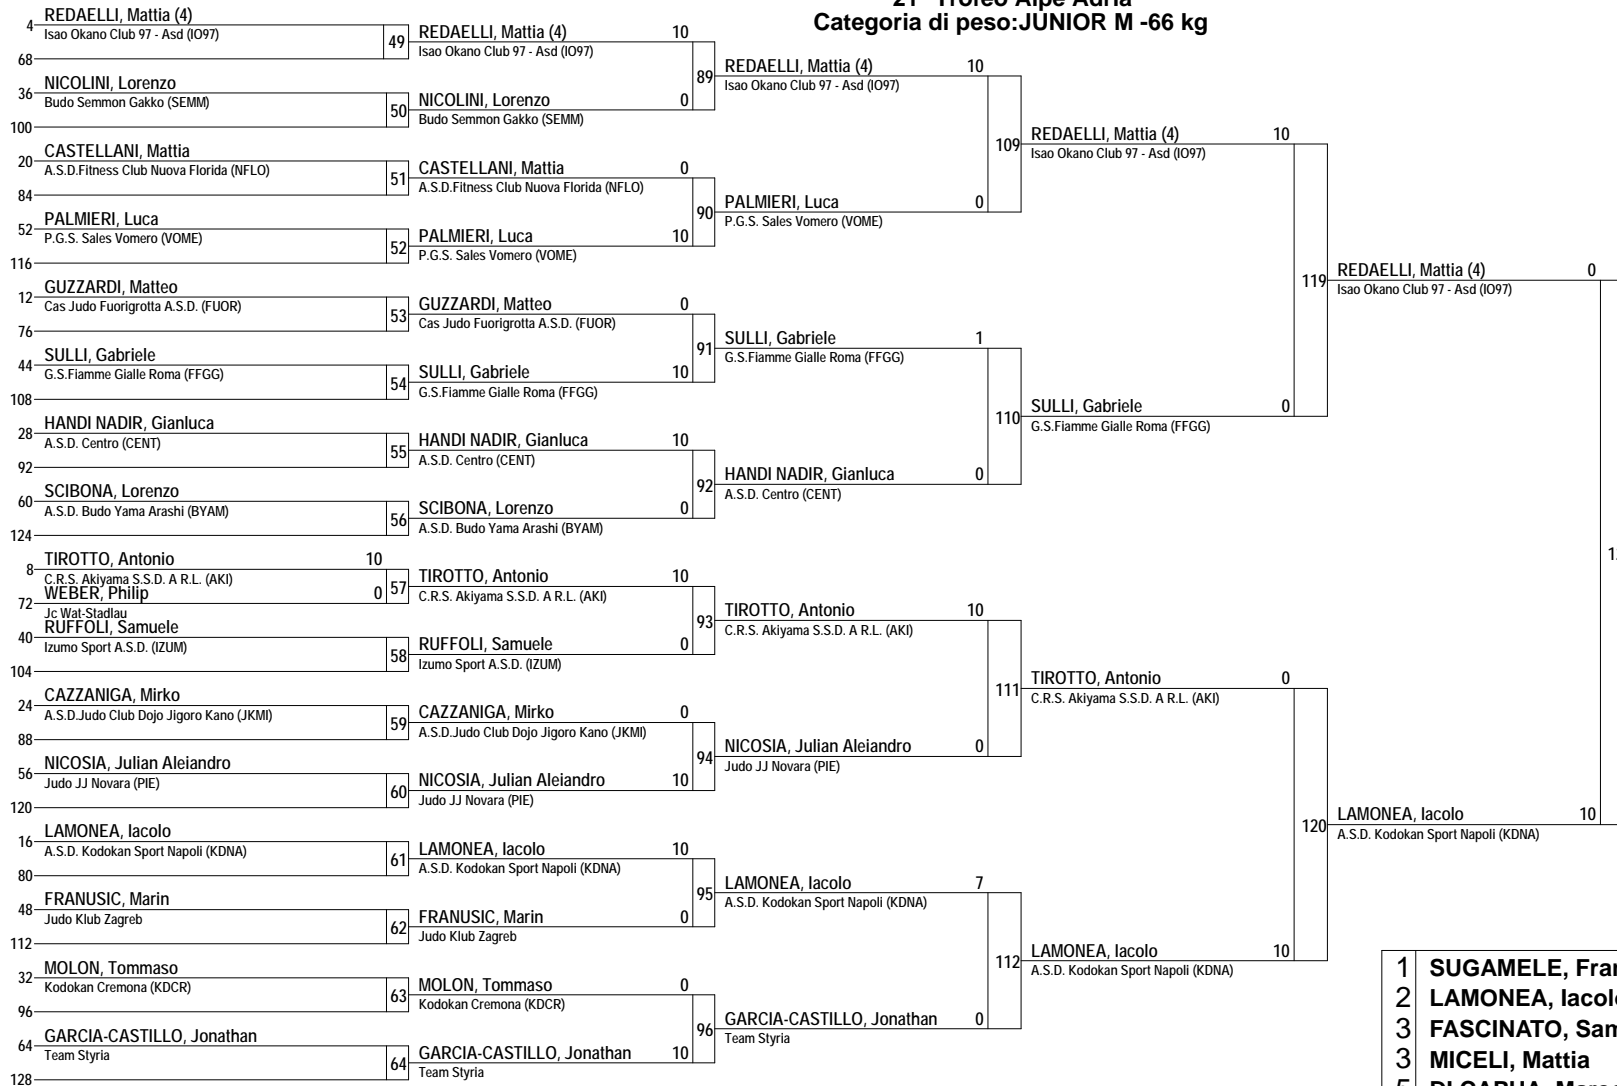 21° Trofeo Alpe Adria
Categoria di peso:JUNIOR M -66 kg
4 REDAELLI, Mattia (4)
Isao Okano Club 97 - Asd (IO97)
49
68
36 NICOLINI, Lorenzo
Budo Semmon Gakko (SEMM)
50
100
20 CASTELLANI, Mattia
A.S.D.Fitness Club Nuova Florida (NFLO)
51
84
52 PALMIERI, Luca
P.G.S. Sales Vomero (VOME)
52
116
12 GUZZARDI, Matteo
Cas Judo Fuorigrotta A.S.D. (FUOR)
53
76
44 SULLI, Gabriele
G.S.Fiamme Gialle Roma (FFGG)
54
108
28 HANDI NADIR, Gianluca
A.S.D. Centro (CENT)
55
92
60 SCIBONA, Lorenzo
A.S.D. Budo Yama Arashi (BYAM)
56
124
8 TIROTTO, Antonio 10
C.R.S. Akiyama S.S.D. A R.L. (AKI)
57
72 WEBER, Philip 0
Jc Wat-Stadlau
40 RUFFOLI, Samuele
Izumo Sport A.S.D. (IZUM)
58
104
24 CAZZANIGA, Mirko
A.S.D.Judo Club Dojo Jigoro Kano (JKMI)
59
88
56 NICOSIA, Julian Aleiandro
Judo JJ Novara (PIE)
60
120
16 LAMONEA, Iacolo
A.S.D. Kodokan Sport Napoli (KDNA)
61
80
48 FRANUSIC, Marin
Judo Klub Zagreb
62
112
32 MOLON, Tommaso
Kodokan Cremona (KDCR)
63
96
64 GARCIA-CASTILLO, Jonathan
Team Styria
64
128
REDAELLI, Mattia (4) 10
Isao Okano Club 97 - Asd (IO97)
89
NICOLINI, Lorenzo 0
Budo Semmon Gakko (SEMM)
CASTELLANI, Mattia 0
A.S.D.Fitness Club Nuova Florida (NFLO)
90
PALMIERI, Luca 10
P.G.S. Sales Vomero (VOME)
GUZZARDI, Matteo 0
Cas Judo Fuorigrotta A.S.D. (FUOR)
91
SULLI, Gabriele 10
G.S.Fiamme Gialle Roma (FFGG)
HANDI NADIR, Gianluca 10
A.S.D. Centro (CENT)
92
SCIBONA, Lorenzo 0
A.S.D. Budo Yama Arashi (BYAM)
TIROTTO, Antonio 10
C.R.S. Akiyama S.S.D. A R.L. (AKI)
93
RUFFOLI, Samuele 0
Izumo Sport A.S.D. (IZUM)
CAZZANIGA, Mirko 0
A.S.D.Judo Club Dojo Jigoro Kano (JKMI)
94
NICOSIA, Julian Aleiandro 10
Judo JJ Novara (PIE)
LAMONEA, Iacolo 10
A.S.D. Kodokan Sport Napoli (KDNA)
95
FRANUSIC, Marin 0
Judo Klub Zagreb
MOLON, Tommaso 0
Kodokan Cremona (KDCR)
96
GARCIA-CASTILLO, Jonathan 10
Team Styria
REDAELLI, Mattia (4) 10
Isao Okano Club 97 - Asd (IO97)
109
PALMIERI, Luca 0
P.G.S. Sales Vomero (VOME)
SULLI, Gabriele 1
G.S.Fiamme Gialle Roma (FFGG)
110
HANDI NADIR, Gianluca 0
A.S.D. Centro (CENT)
TIROTTO, Antonio 10
C.R.S. Akiyama S.S.D. A R.L. (AKI)
111
NICOSIA, Julian Aleiandro 0
Judo JJ Novara (PIE)
LAMONEA, Iacolo 7
A.S.D. Kodokan Sport Napoli (KDNA)
112
GARCIA-CASTILLO, Jonathan 0
Team Styria
REDAELLI, Mattia (4) 10
Isao Okano Club 97 - Asd (IO97)
119
SULLI, Gabriele 0
G.S.Fiamme Gialle Roma (FFGG)
TIROTTO, Antonio 0
C.R.S. Akiyama S.S.D. A R.L. (AKI)
120
LAMONEA, Iacolo 10
A.S.D. Kodokan Sport Napoli (KDNA)
REDAELLI, Mattia (4) 0
Isao Okano Club 97 - Asd (IO97)
LAMONEA, Iacolo 10
A.S.D. Kodokan Sport Napoli (KDNA)
1 SUGAMELE, Fran
2 LAMONEA, Iacolo
3 FASCINATO, Sam
3 MICELI, Mattia